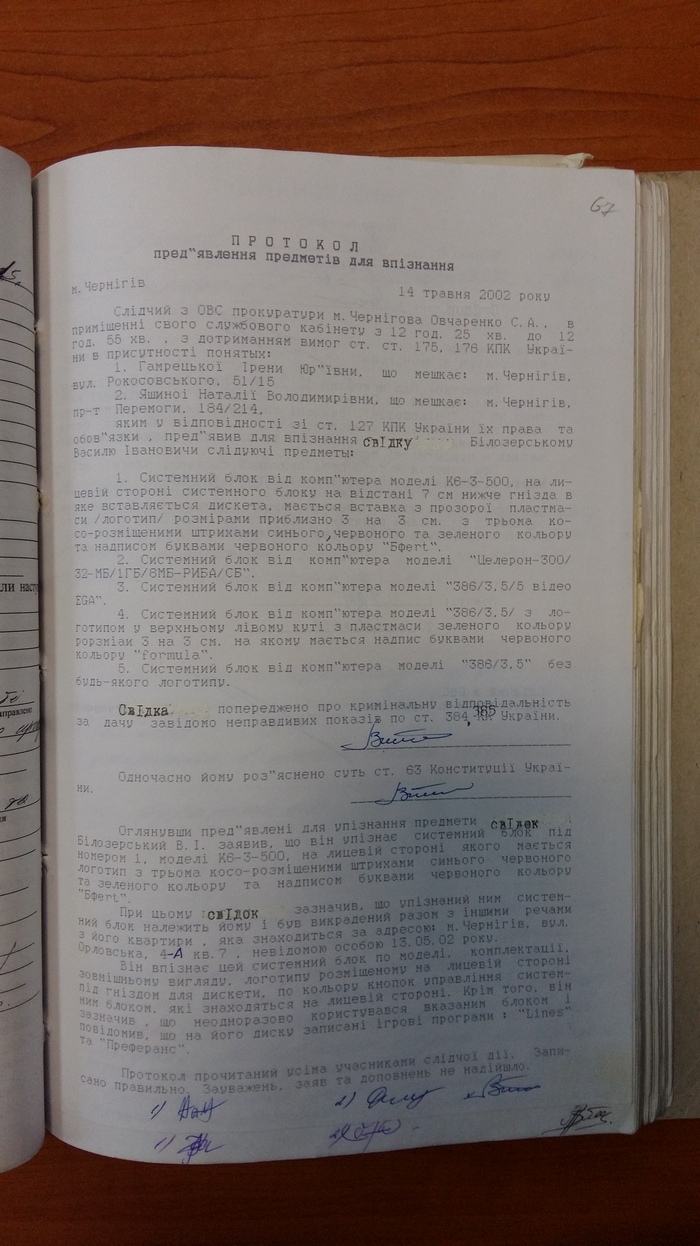 67
П Р О Т О К О Л
пред"явлення предметів для впізнання
м.Чернігів
14 травня 2002 року
Слідчий з ОВС прокуратури м.Чернігова Овчаренко С.А., в
приміщенні свого службового кабінету з 12 год. 25 хв. до 12
год. 55 хв. , з дотриманням вимог ст. ст. 175, 176 КПК Украї-
ни в присутності понятых:
1. Гамрецької Ірени Юр"ївни, що мешкає: м.Чернігів,
вул. Рокосовського, 51/15
2. Яшиної Наталії Володимирівни, що мешкає: м.Чернігів,
пр-т Перемоги, 184/214,
яким у відповідності зі ст. 127 КПК України їх права та
обов"язки , пред"явив для впізнання свІдку Білозерському
Василю Івановичи слідуючі предметы:
1. Системний блок від комп"ютера моделі К6-3-500, на ли-
цевій стороні системного блоку на відстані 7 см нижче гнізда в
яке вставляється дискета, мається вставка з прозорої пластма-
си /логотип/ розмірами приблизно 3 на 3 см. з трьома ко-
со-розміщеними штрихами синього,червоного та зеленого кольору
та надписом буквами червоного кольору "Бфert".
2. Системний блок від комп"ютера моделі "Целерон-300/
32-МБ/1ГБ/8МБ-РИБА/СБ".
3. Системний блок від комп"ютера моделі "386/3,5/5 відео
EGA".
4. Системний блок від комп"ютера моделі "386/3,5/ з ло-
готипом у верхньому лівому куті з пластмаси зеленого кольору
рорзміаи 3 на 3 см. на якому мається надпис буквами червоного
кольору "formula".
5. Системний блок від комп"ютера моделі "386/3,5" без
будь-якого логотипу.
СвІдка попереджено про кримінальну відповідальність
за дачу завідомо неправдивих показів по ст. 384,385 КК України.
Одночасно йому роз"яснено суть ст. 63 Конституції Украї-
ни.
Оглянувши пред"явлені для упізнання предмети свІдок
Білозерський В.І. заявив, що він упізнає системний блок під
номером 1, моделі К6-3-500, на лицевій стороні якого мається
логотип з трьома косо-розміщеними штрихами синього червоного
та зеленого кольору та надписом буквами червоного кольору
"Бфert".
При цьому свІдок зазначив, що упізнаний ним систем-
ний блок належить йому і був викрадений разом з іншими речами
з його квартири , яка знаходиться за адресою: м.Чернігів, вул.
Орловська, 4-А кв.7 , невідомою особою 13.05.02 року.
Він впізнає цей системний блок по моделі, комплектації,
зовнішньому вигляду, логотипу розміщеному на лицевій стороні
під гніздом для дискети, по кольору кнопок управління систем-
ним блоком, які знаходяться на лицевій стороні. Крім того, він
зазначив , що неодноразово користувався вказаним блоком і
повідомив, що на його диску записані ігрові програми : "Lines"
та "Преферанс".
Протокол прочитаний усіма учасниками слідчої дії. Запи-
сано правильно. Зауважень, заяв та доповнень не надійшло.
1)
2)
1)
2)